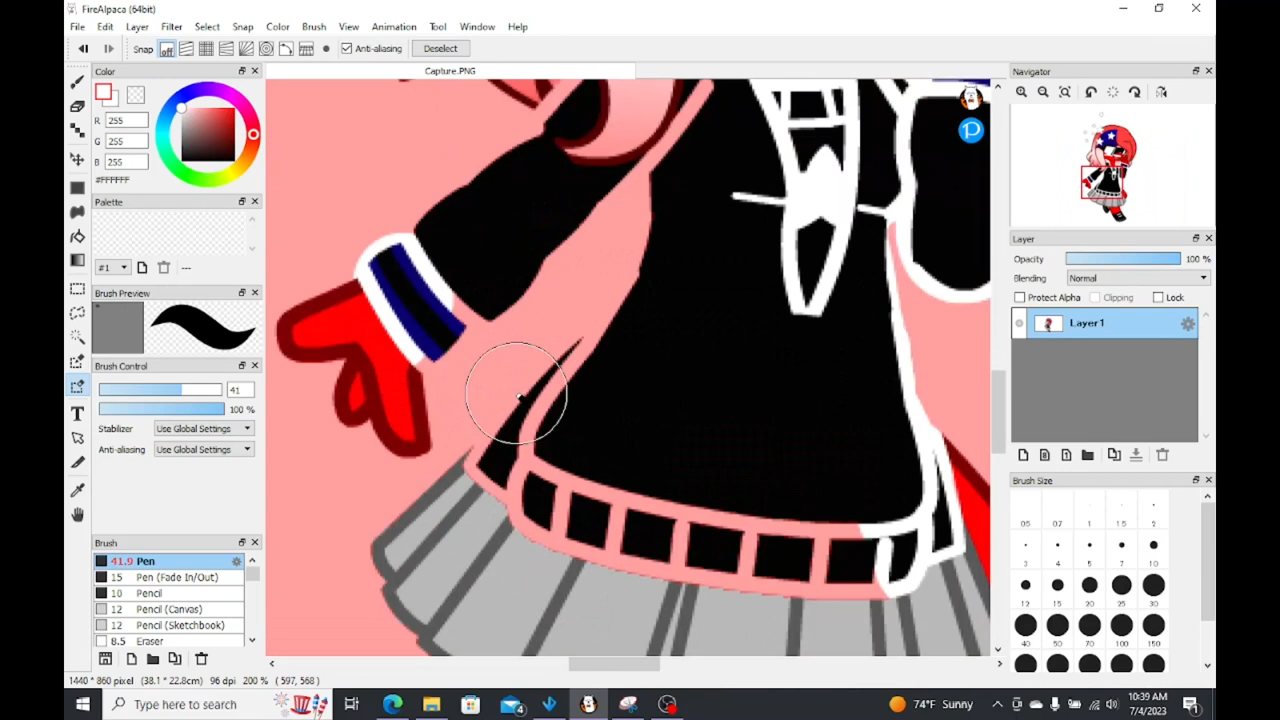 FireAlpaca (64bit)
File Edit Layer Filter Select Snap Color Brush View Animation Tool Window Help
Snap off Anti-aliasing Deselect
Color
Capture.PNG
Navigator
R 255
G 255
B 255
#FFFFFF
Palette
#1 ---
Brush Preview
Brush Control
41
100 %
Stabilizer Use Global Settings
Anti-aliasing Use Global Settings
Brush
41.9 Pen
15 Pen (Fade In/Out)
10 Pencil
12 Pencil (Canvas)
12 Pencil (Sketchbook)
8.5 Eraser
Layer
Opacity 100 %
Blending Normal
Protect Alpha Clipping Lock
Layer1
Brush Size
0.5 0.7 1 1.5 2
3 4 5 7 10
12 15 20 25 30
40 50 70 100 150
1440 * 860 pixel (38.1 * 22.8cm) 96 dpi 200 % ( 597, 568 )
Type here to search
4
74°F Sunny
10:39 AM
7/4/2023
1